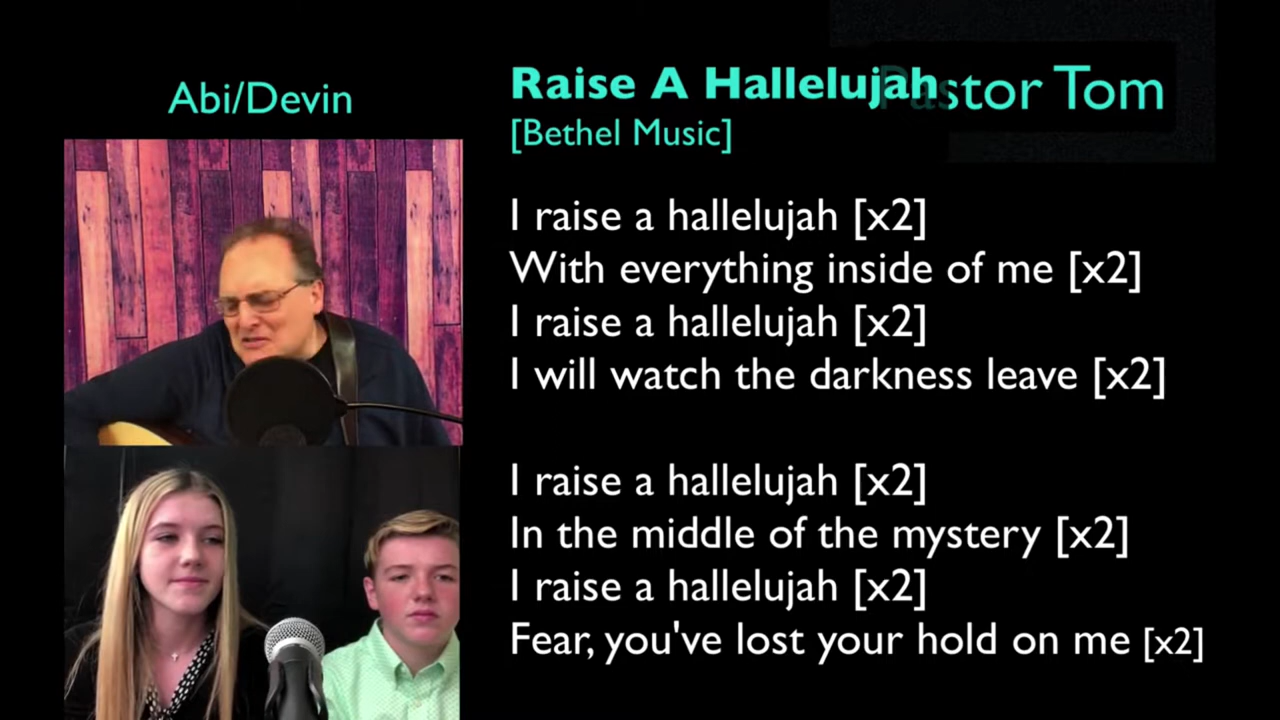 Abi/Devin
Raise A Hallelujah
Pastor Tom
[Bethel Music]
I raise a hallelujah [x2]
With everything inside of me [x2]
I raise a hallelujah [x2]
I will watch the darkness leave [x2]
I raise a hallelujah [x2]
In the middle of the mystery [x2]
I raise a hallelujah [x2]
Fear, you've lost your hold on me [x2]